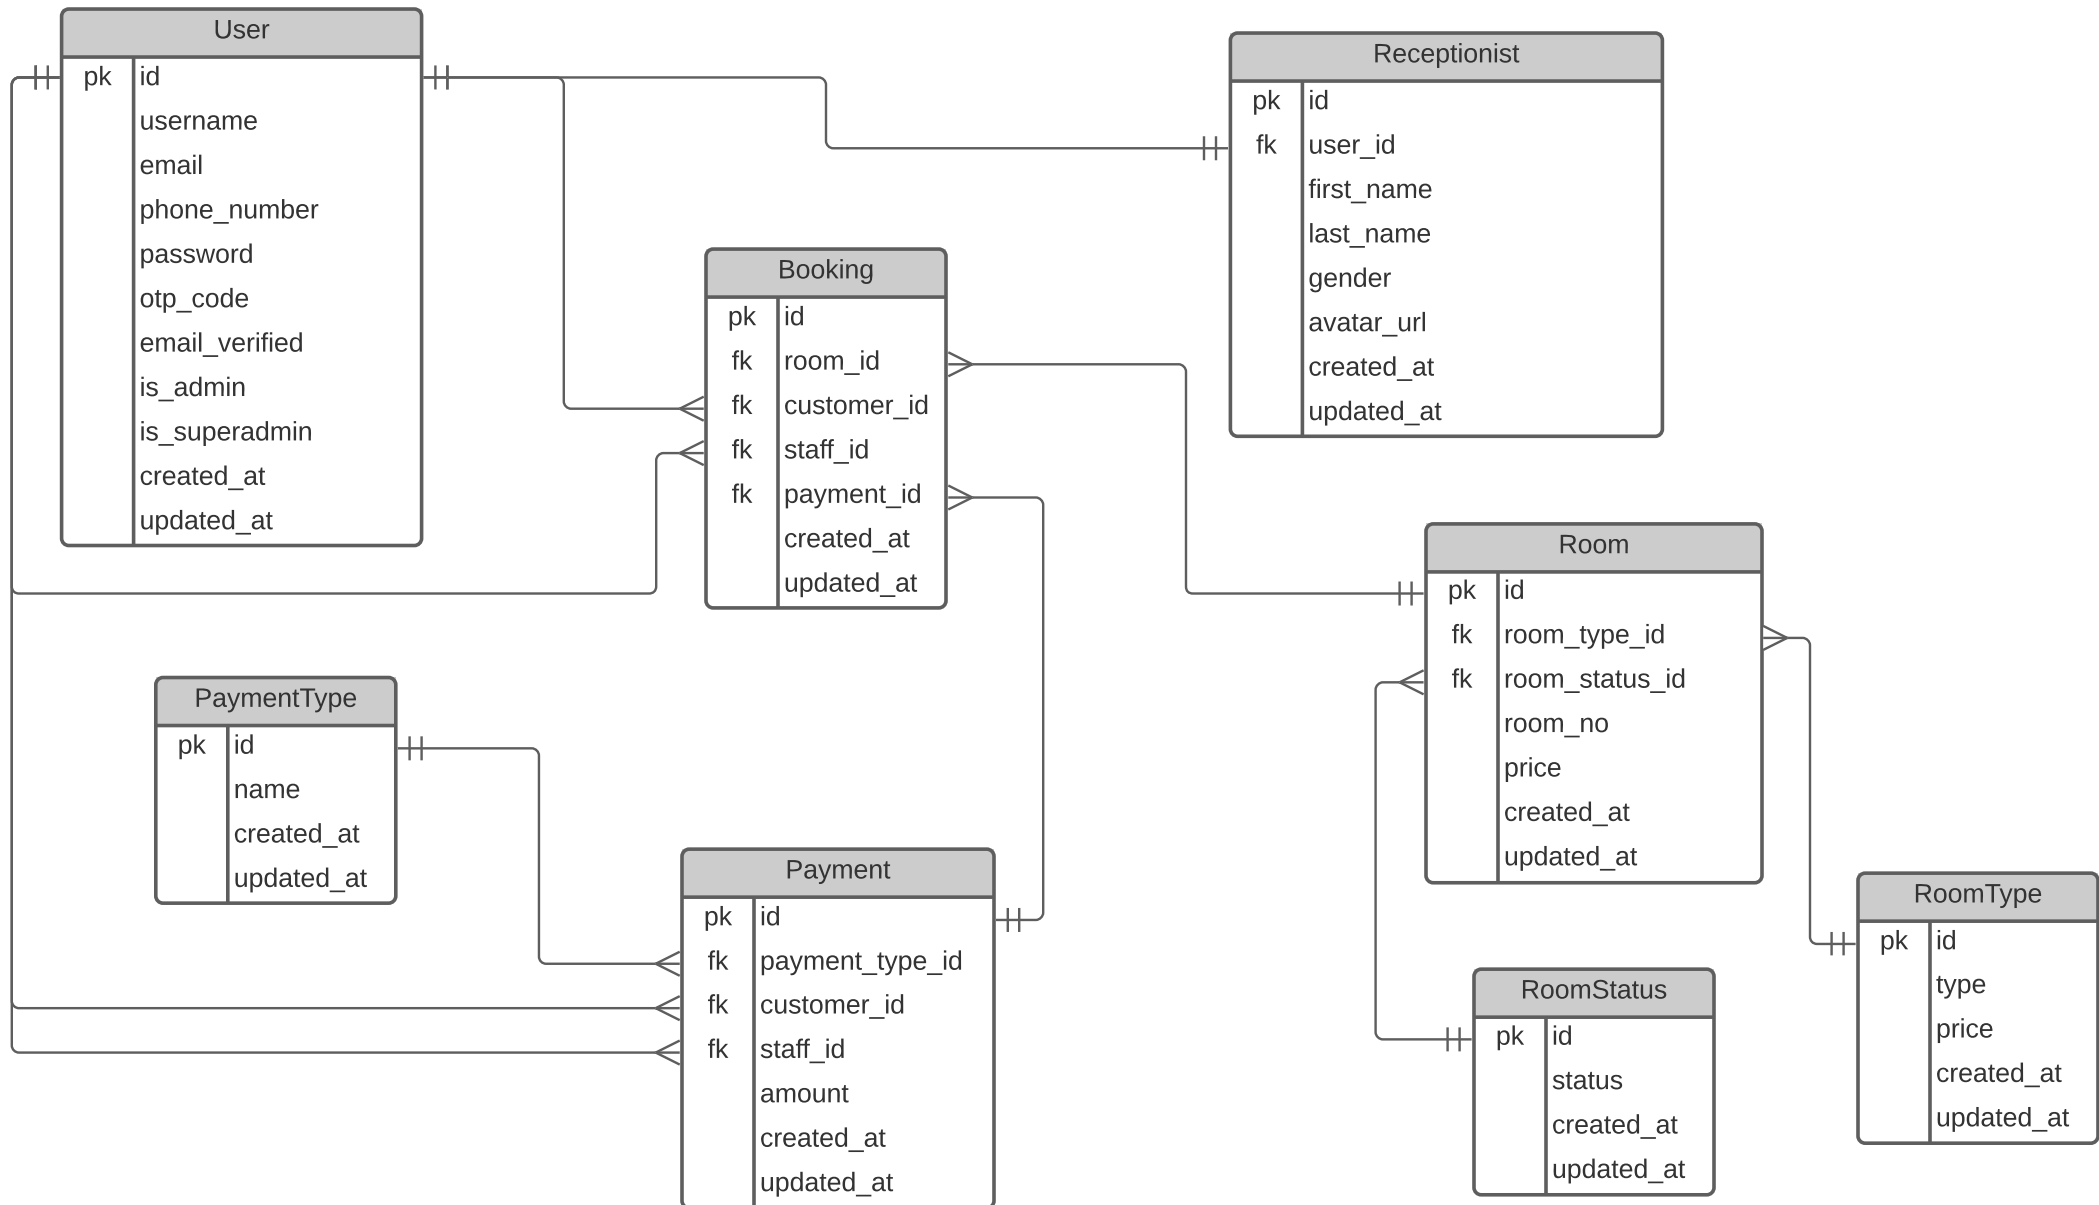 User
pk id
username
email
phone_number
password
otp_code
email_verified
is_admin
is_superadmin
created_at
updated_at
Receptionist
pk id
fk user_id
first_name
last_name
gender
avatar_url
created_at
updated_at
Booking
pk id
fk room_id
fk customer_id
fk staff_id
fk payment_id
created_at
updated_at
Room
pk id
fk room_type_id
fk room_status_id
room_no
price
created_at
updated_at
PaymentType
pk id
name
created_at
updated_at
Payment
pk id
fk payment_type_id
fk customer_id
fk staff_id
amount
created_at
updated_at
RoomType
pk id
type
price
created_at
updated_at
RoomStatus
pk id
status
created_at
updated_at